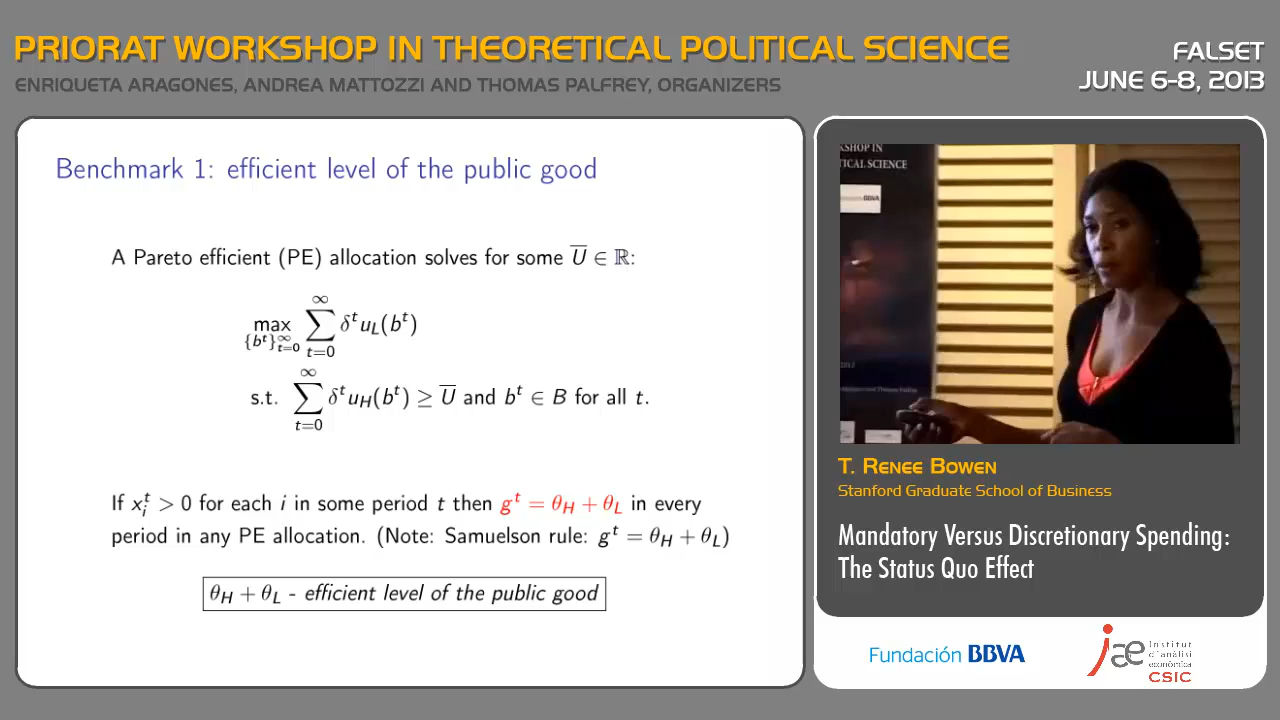 PRIORAT WORKSHOP IN THEORETICAL POLITICAL SCIENCE
ENRIQUETA ARAGONES, ANDREA MATTOZZI AND THOMAS PALFREY, ORGANIZERS
FALSET
JUNE 6-8, 2013
Benchmark 1: efficient level of the public good
A Pareto efficient (PE) allocation solves for some U̅ ∈ ℝ:
max_{{b^t}_{t=0}^∞} ∑_{t=0}^∞ δ^t u_L(b^t)
s.t. ∑_{t=0}^∞ δ^t u_H(b^t) ≥ U̅ and b^t ∈ B for all t.
If x_i^t > 0 for each i in some period t then g^t = θ_H + θ_L in every
period in any PE allocation. (Note: Samuelson rule: g^t = θ_H + θ_L)
θ_H + θ_L - efficient level of the public good
KSHOP IN
TICAL SCIENCE
BBVA
T. RENEE BOWEN
Stanford Graduate School of Business
Mandatory Versus Discretionary Spending:
The Status Quo Effect
Fundación BBVA
iae
Institut
d'anàlisi
econòmica
CSIC